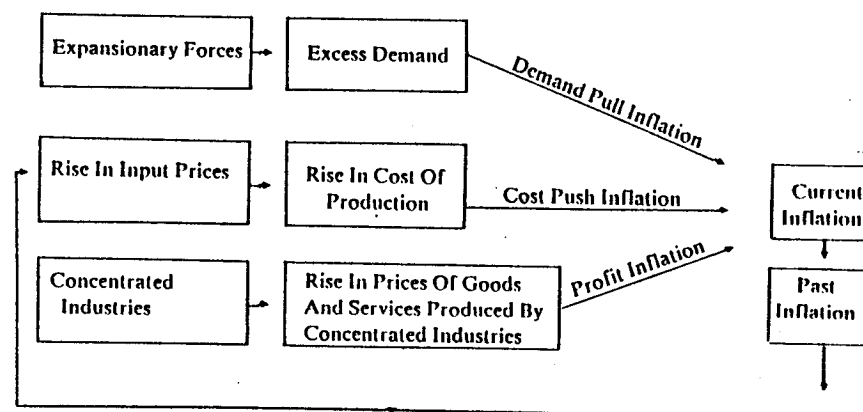 Expansionary Forces
Excess Demand
Demand Pull Inflation
Rise In Input Prices
Rise In Cost Of
Production
Cost Push Inflation
Current
Inflation
Concentrated
Industries
Rise In Prices Of Goods
And Services Produced By
Concentrated Industries
Profit Inflation
Past
Inflation